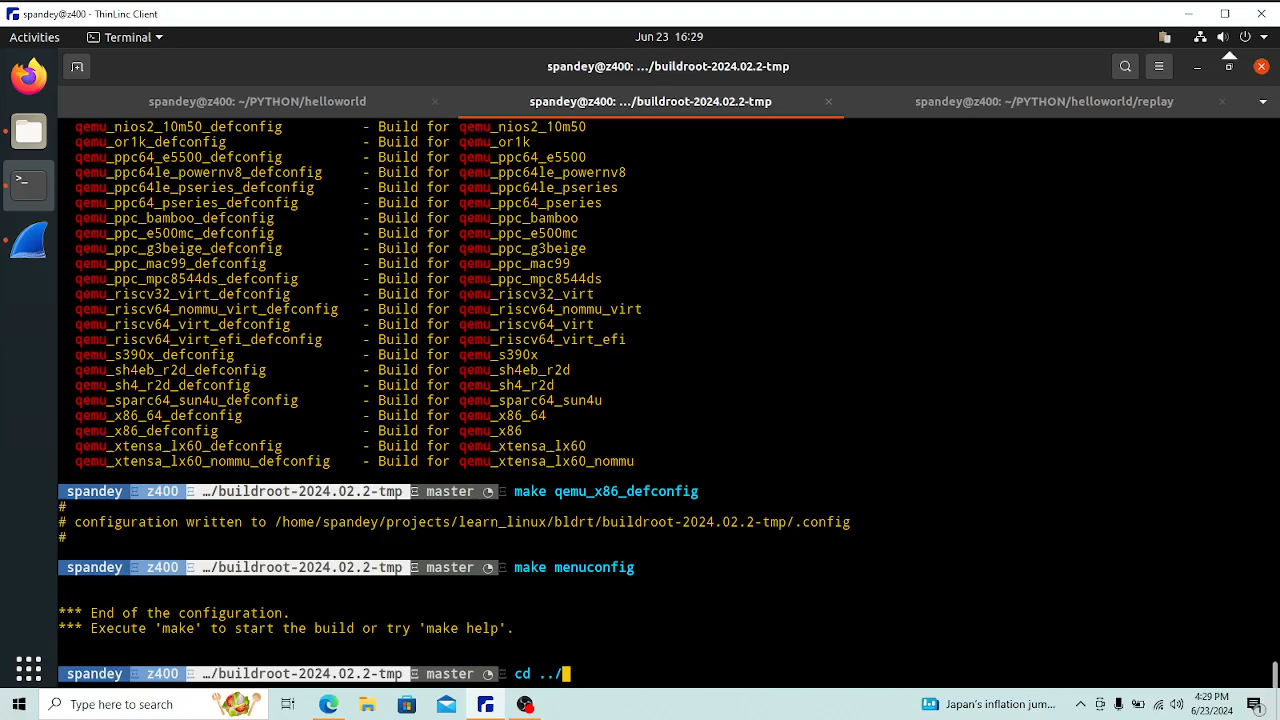 spandey@z400 - ThinLinc Client
Activities Terminal Jun 23 16:29
spandey@z400: .../buildroot-2024.02.2-tmp
spandey@z400: ~/PYTHON/helloworld spandey@z400: .../buildroot-2024.02.2-tmp spandey@z400: ~/PYTHON/helloworld/replay
qemu_nios2_10m50_defconfig - Build for qemu_nios2_10m50
qemu_or1k_defconfig - Build for qemu_or1k
qemu_ppc64_e5500_defconfig - Build for qemu_ppc64_e5500
qemu_ppc64le_powernv8_defconfig - Build for qemu_ppc64le_powernv8
qemu_ppc64le_pseries_defconfig - Build for qemu_ppc64le_pseries
qemu_ppc64_pseries_defconfig - Build for qemu_ppc64_pseries
qemu_ppc_bamboo_defconfig - Build for qemu_ppc_bamboo
qemu_ppc_e500mc_defconfig - Build for qemu_ppc_e500mc
qemu_ppc_g3beige_defconfig - Build for qemu_ppc_g3beige
qemu_ppc_mac99_defconfig - Build for qemu_ppc_mac99
qemu_ppc_mpc8544ds_defconfig - Build for qemu_ppc_mpc8544ds
qemu_riscv32_virt_defconfig - Build for qemu_riscv32_virt
qemu_riscv64_nommu_virt_defconfig - Build for qemu_riscv64_nommu_virt
qemu_riscv64_virt_defconfig - Build for qemu_riscv64_virt
qemu_riscv64_virt_efi_defconfig - Build for qemu_riscv64_virt_efi
qemu_s390x_defconfig - Build for qemu_s390x
qemu_sh4eb_r2d_defconfig - Build for qemu_sh4eb_r2d
qemu_sh4_r2d_defconfig - Build for qemu_sh4_r2d
qemu_sparc64_sun4u_defconfig - Build for qemu_sparc64_sun4u
qemu_x86_64_defconfig - Build for qemu_x86_64
qemu_x86_defconfig - Build for qemu_x86
qemu_xtensa_lx60_defconfig - Build for qemu_xtensa_lx60
qemu_xtensa_lx60_nommu_defconfig - Build for qemu_xtensa_lx60_nommu
spandey z400 …/buildroot-2024.02.2-tmp master make qemu_x86_defconfig
#
# configuration written to /home/spandey/projects/learn_linux/bldrt/buildroot-2024.02.2-tmp/.config
#
spandey z400 …/buildroot-2024.02.2-tmp master make menuconfig
*** End of the configuration.
*** Execute 'make' to start the build or try 'make help'.
spandey z400 …/buildroot-2024.02.2-tmp master cd ../
Type here to search Japan's inflation jum... 4:29 PM
6/23/2024 1